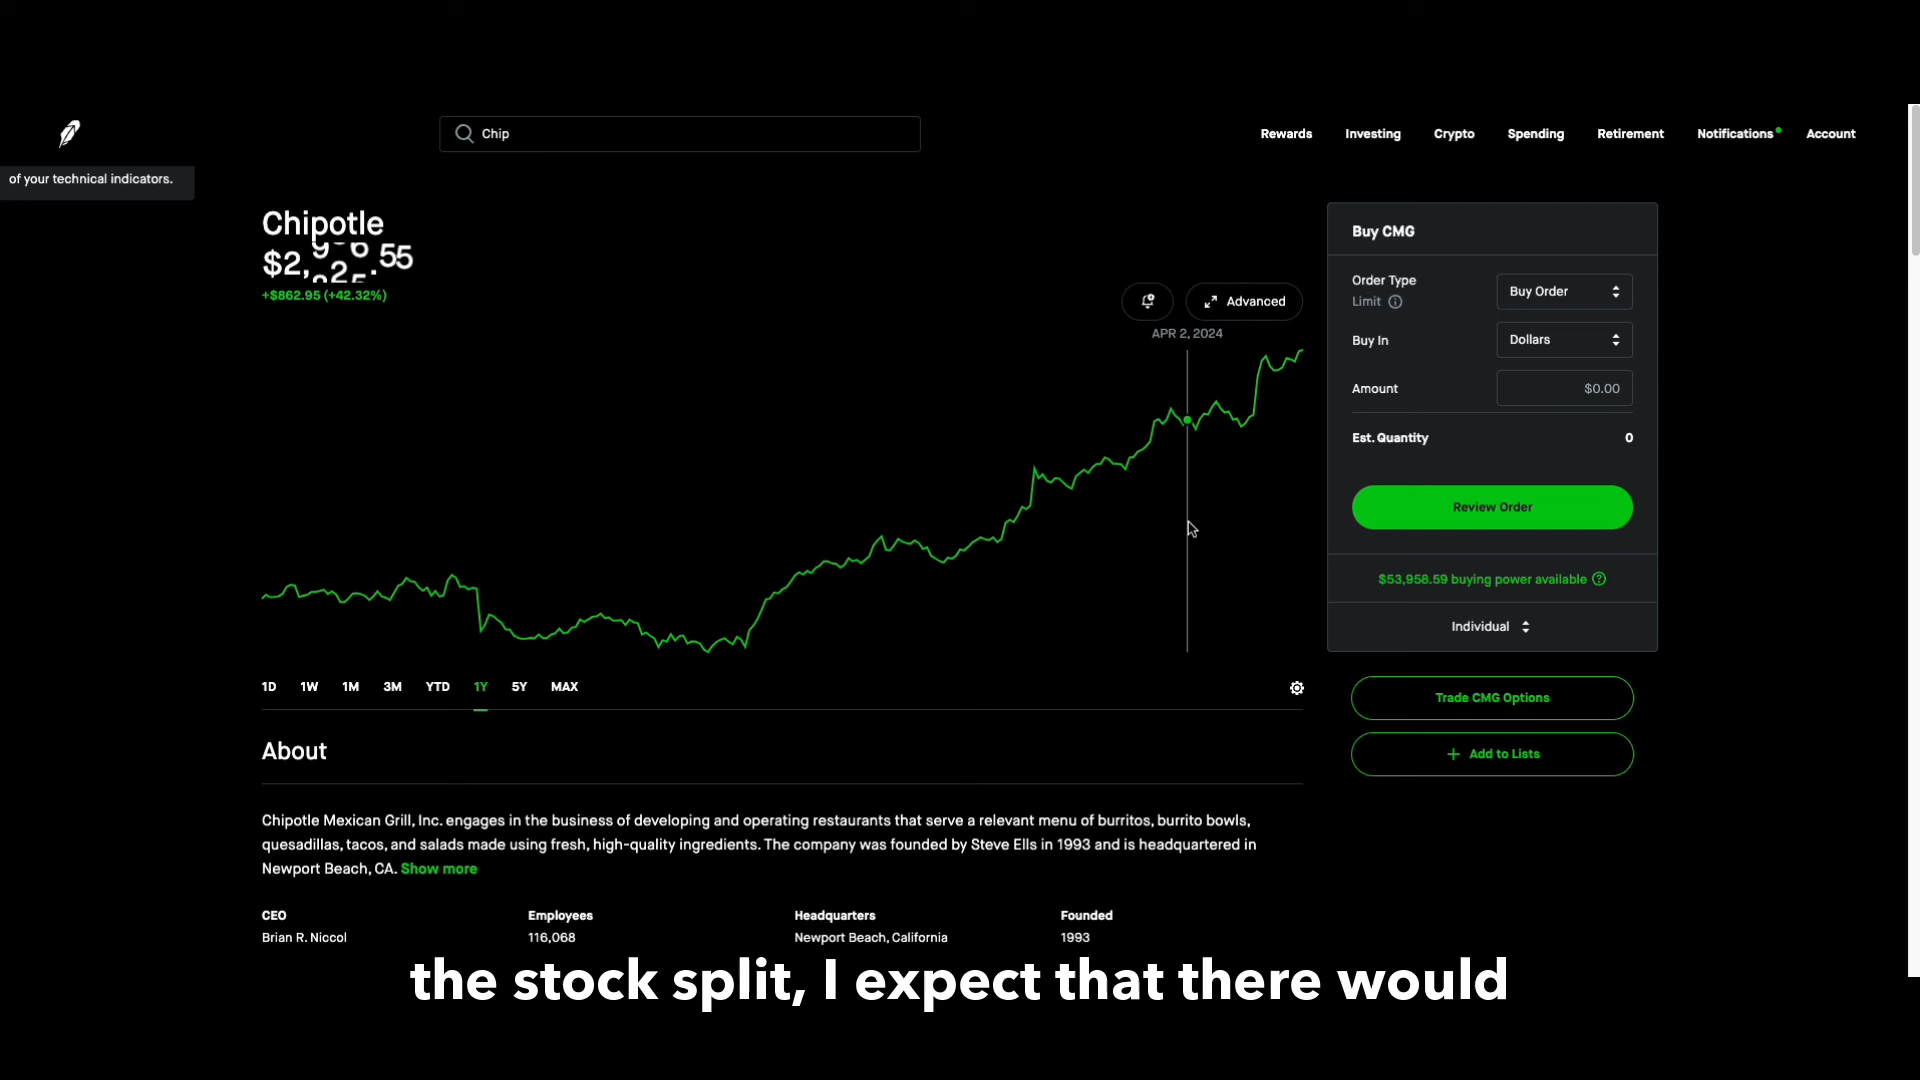 Chip
Rewards
Investing
Crypto
Spending
Retirement
Notifications
Account
of your technical indicators.
Chipotle
+$862.95 (+42.32%)
Advanced
APR 2, 2024
Buy CMG
Order Type
Limit
Buy Order
Buy In
Dollars
Amount
$0.00
Est. Quantity
0
Review Order
$53,958.59 buying power available
Individual
1D 1W 1M 3M YTD 1Y 5Y MAX
Trade CMG Options
Add to Lists
About
Chipotle Mexican Grill, Inc. engages in the business of developing and operating restaurants that serve a relevant menu of burritos, burrito bowls,
quesadillas, tacos, and salads made using fresh, high-quality ingredients. The company was founded by Steve Ells in 1993 and is headquartered in
Newport Beach, CA. Show more
CEO
Brian R. Niccol
Employees
116,068
Headquarters
Newport Beach, California
Founded
1993
the stock split, I expect that there would